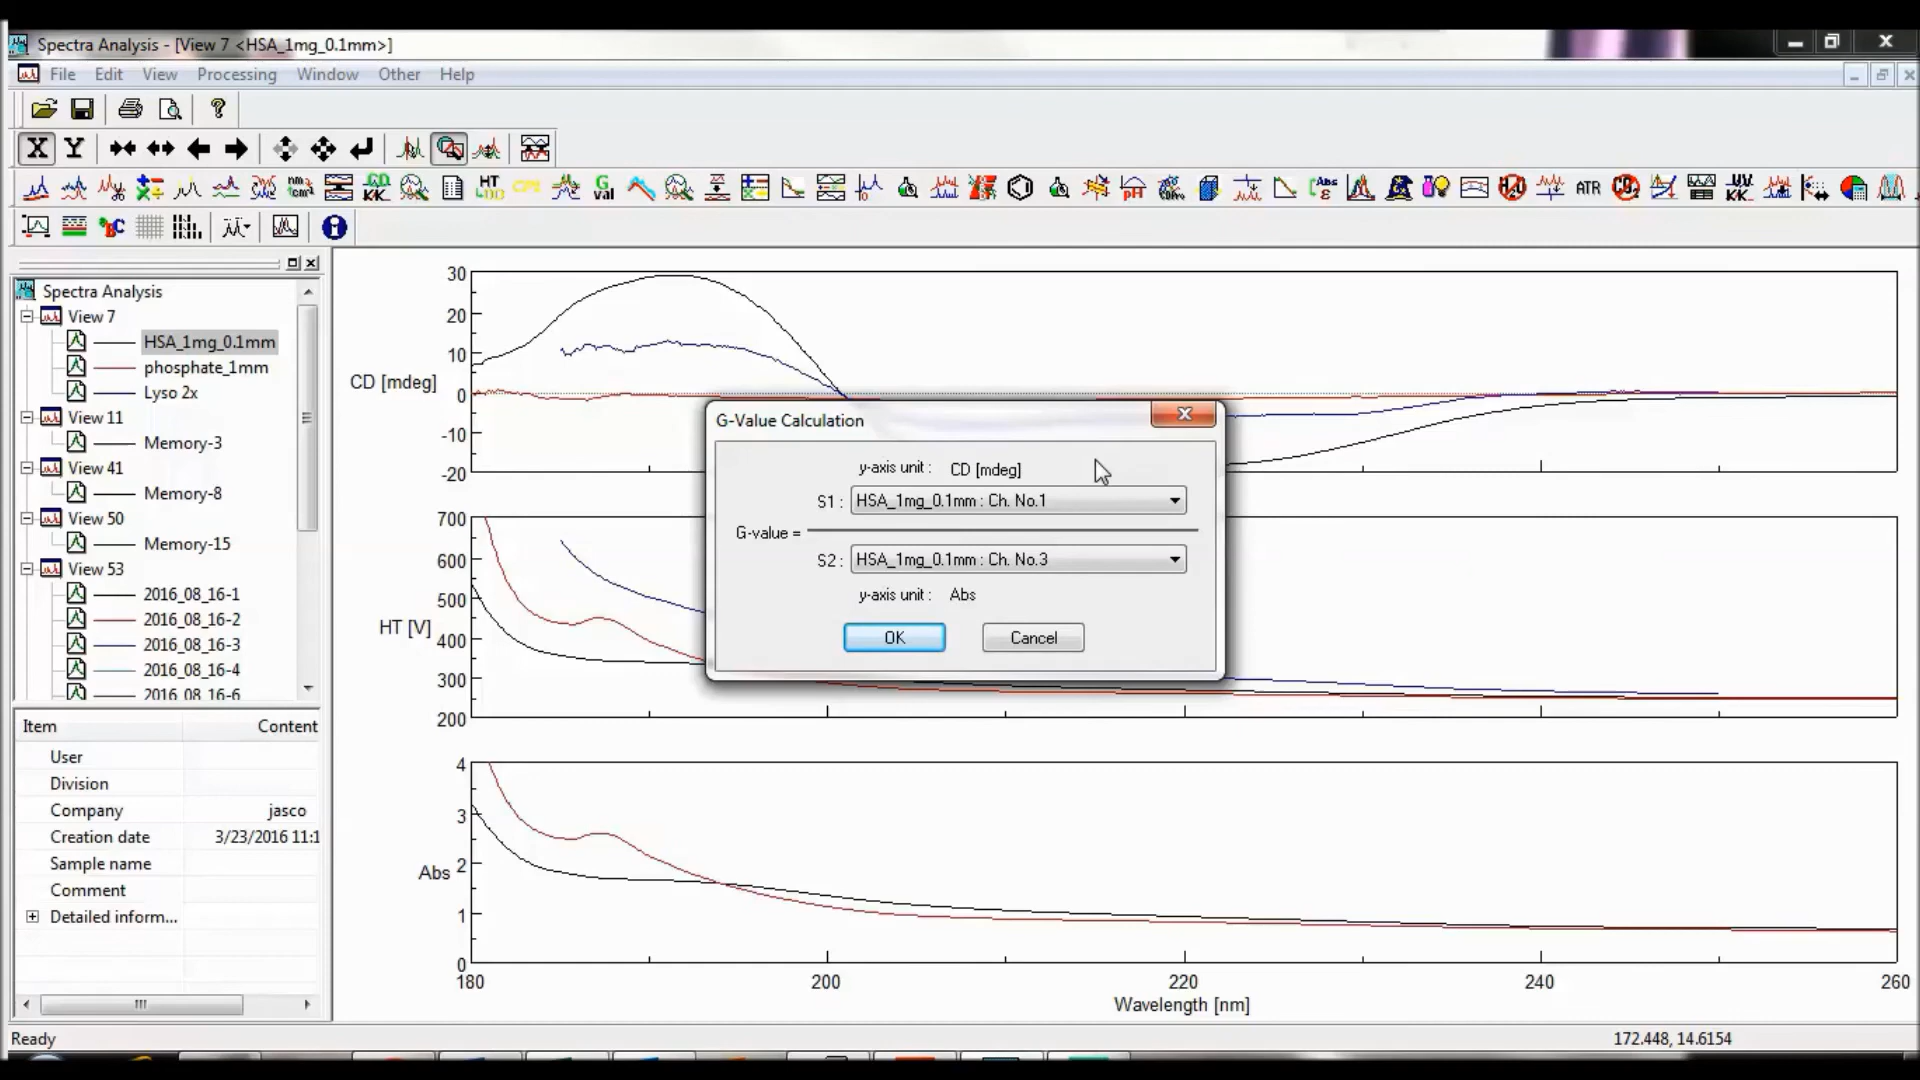 Spectra Analysis - [View 7 <HSA_1mg_0.1mm>]
File Edit View Processing Window Other Help
X Y
Spectra Analysis
View 7
HSA_1mg_0.1mm
phosphate_1mm
Lyso 2x
View 11
Memory-3
View 41
Memory-8
View 50
Memory-15
View 53
2016_08_16-1
2016_08_16-2
2016_08_16-3
2016_08_16-4
2016_08_16-6
Item Content
User
Division
Company jasco
Creation date 3/23/2016 11:1
Sample name
Comment
Detailed inform...
30
20
10
CD [mdeg]
0
-10
-20
700
600
500
HT [V]
400
300
200
4
3
Abs
2
1
0
180 200 220 240 260
Wavelength [nm]
G-Value Calculation
y-axis unit : CD [mdeg]
S1 : HSA_1mg_0.1mm : Ch. No.1
G-value =
S2 : HSA_1mg_0.1mm : Ch. No.3
y-axis unit : Abs
OK Cancel
Ready 172.448, 14.6154